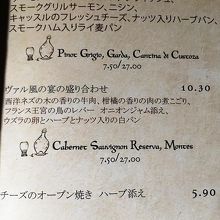 スモークサーモン,ニシン,
キャッスルのフレッシュチーズ,ナッツ入りハーブパン,
スモークハム入りライ麦パン
Pinot Grigio, Garda, Cantina di Custoza
7.50/27.00
ヴァル風の宴の盛り合わせ 10.30
西洋ネズの木の香りの牛肉, 柑橘の香りの肉の煮こごり,
フランス王宮の鳥のレバー オーオンジャム添え,
ウズラの卵とハーブとナッツ入りの白パン
Cabernet Sauvignon Reserva, Montes
7.50/27.00
チーズのオーブン焼き ハーブ添え 5.90